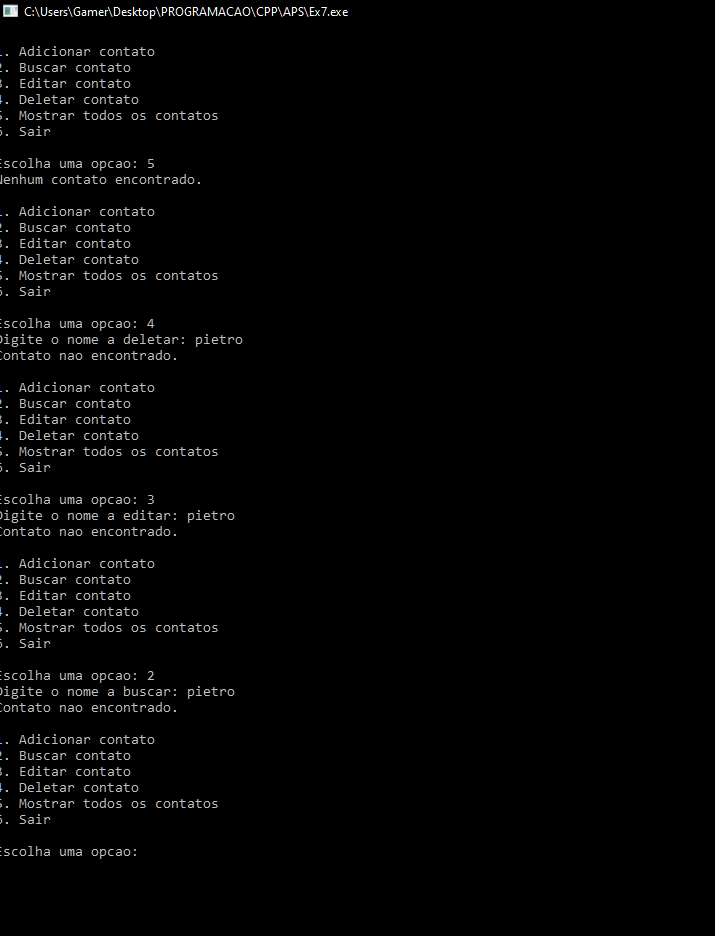 C:\Users\Gamer\Desktop\PROGRAMACAO\CPP\APS\Ex7.exe
1. Adicionar contato
2. Buscar contato
3. Editar contato
4. Deletar contato
5. Mostrar todos os contatos
6. Sair
Escolha uma opcao: 5
Nenhum contato encontrado.
1. Adicionar contato
2. Buscar contato
3. Editar contato
4. Deletar contato
5. Mostrar todos os contatos
6. Sair
Escolha uma opcao: 4
Digite o nome a deletar: pietro
Contato nao encontrado.
1. Adicionar contato
2. Buscar contato
3. Editar contato
4. Deletar contato
5. Mostrar todos os contatos
6. Sair
Escolha uma opcao: 3
Digite o nome a editar: pietro
Contato nao encontrado.
1. Adicionar contato
2. Buscar contato
3. Editar contato
4. Deletar contato
5. Mostrar todos os contatos
6. Sair
Escolha uma opcao: 2
Digite o nome a buscar: pietro
Contato nao encontrado.
1. Adicionar contato
2. Buscar contato
3. Editar contato
4. Deletar contato
5. Mostrar todos os contatos
6. Sair
Escolha uma opcao: